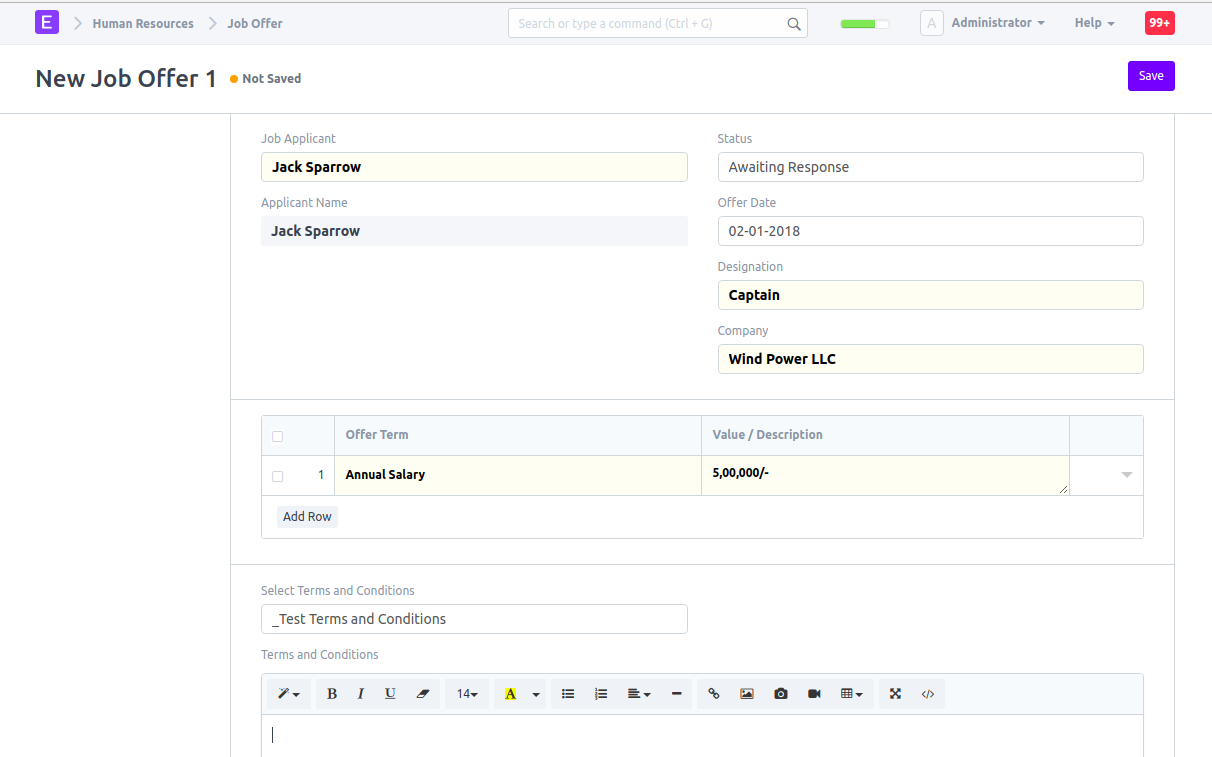 E Human Resources Job Offer Search or type a command (Ctrl + G) A Administrator Help 99+
New Job Offer 1 Not Saved Save
Job Applicant
Jack Sparrow
Applicant Name
Jack Sparrow
Status
Awaiting Response
Offer Date
02-01-2018
Designation
Captain
Company
Wind Power LLC
Offer Term Value / Description
1 Annual Salary 5,00,000/-
Add Row
Select Terms and Conditions
_Test Terms and Conditions
Terms and Conditions
B I U 14 A </>